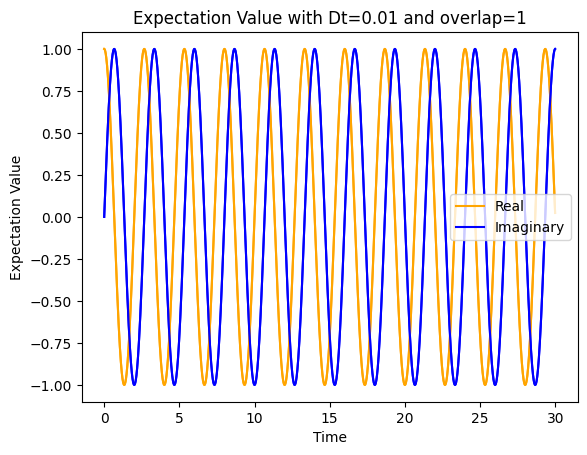 Expectation Value with Dt=0.01 and overlap=1
Expectation Value
1.00
0.75
0.50
0.25
0.00
−0.25
−0.50
−0.75
−1.00
Real
Imaginary
0 5 10 15 20 25 30
Time